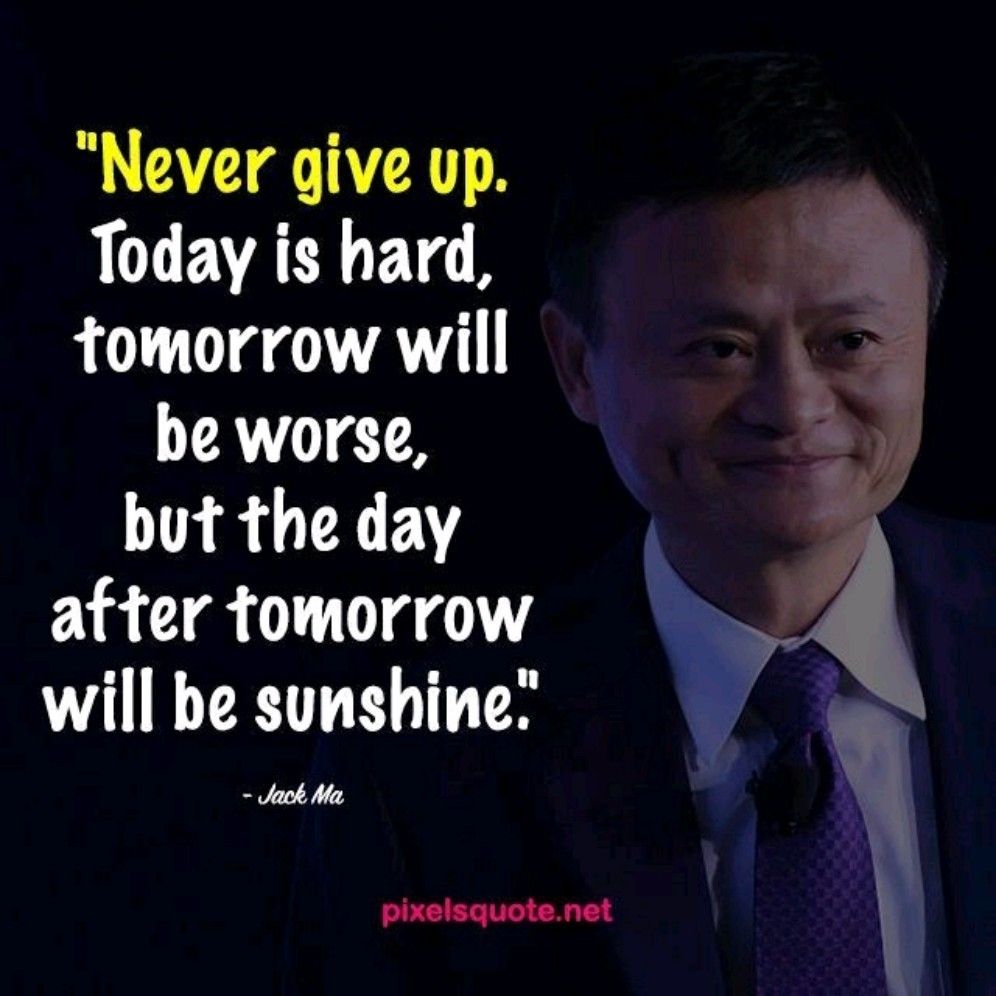 "Never give up.
Today is hard,
tomorrow will
be worse,
but the day
after tomorrow
will be sunshine."
- Jack Ma
pixelsquote.net